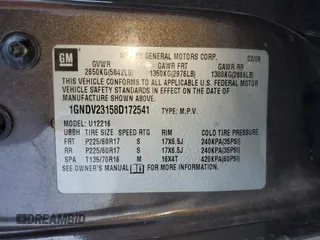 GM
MFD. BY GENERAL MOTORS CORP.
02/08
GVWR GAWR FRT GAWR RR
2650KG(5842LB) 1350KG(2976LB) 1300KG(2866LB)
THIS VEHICLE CONFORMS TO ALL APPLICABLE U.S. FEDERAL MOTOR
VEHICLE SAFETY STANDARDS IN EFFECT ON THE DATE OF
MANUFACTURE SHOWN ABOVE.
1GNDV23158D172541 TYPE: M.P.V.
MODEL: U12216
TIRE SIZE SPEED RTG RIM COLD TIRE PRESSURE
FRT P225/60R17 S 17X6.5J 240KPA(35PSI)
RR P225/60R17 S 17X6.5J 240KPA(35PSI)
SPA T135/70R16 M 16X4T 420KPA(60PSI)
SEE OWNER'S MANUAL FOR MORE INFORMATION.
DREAMBID